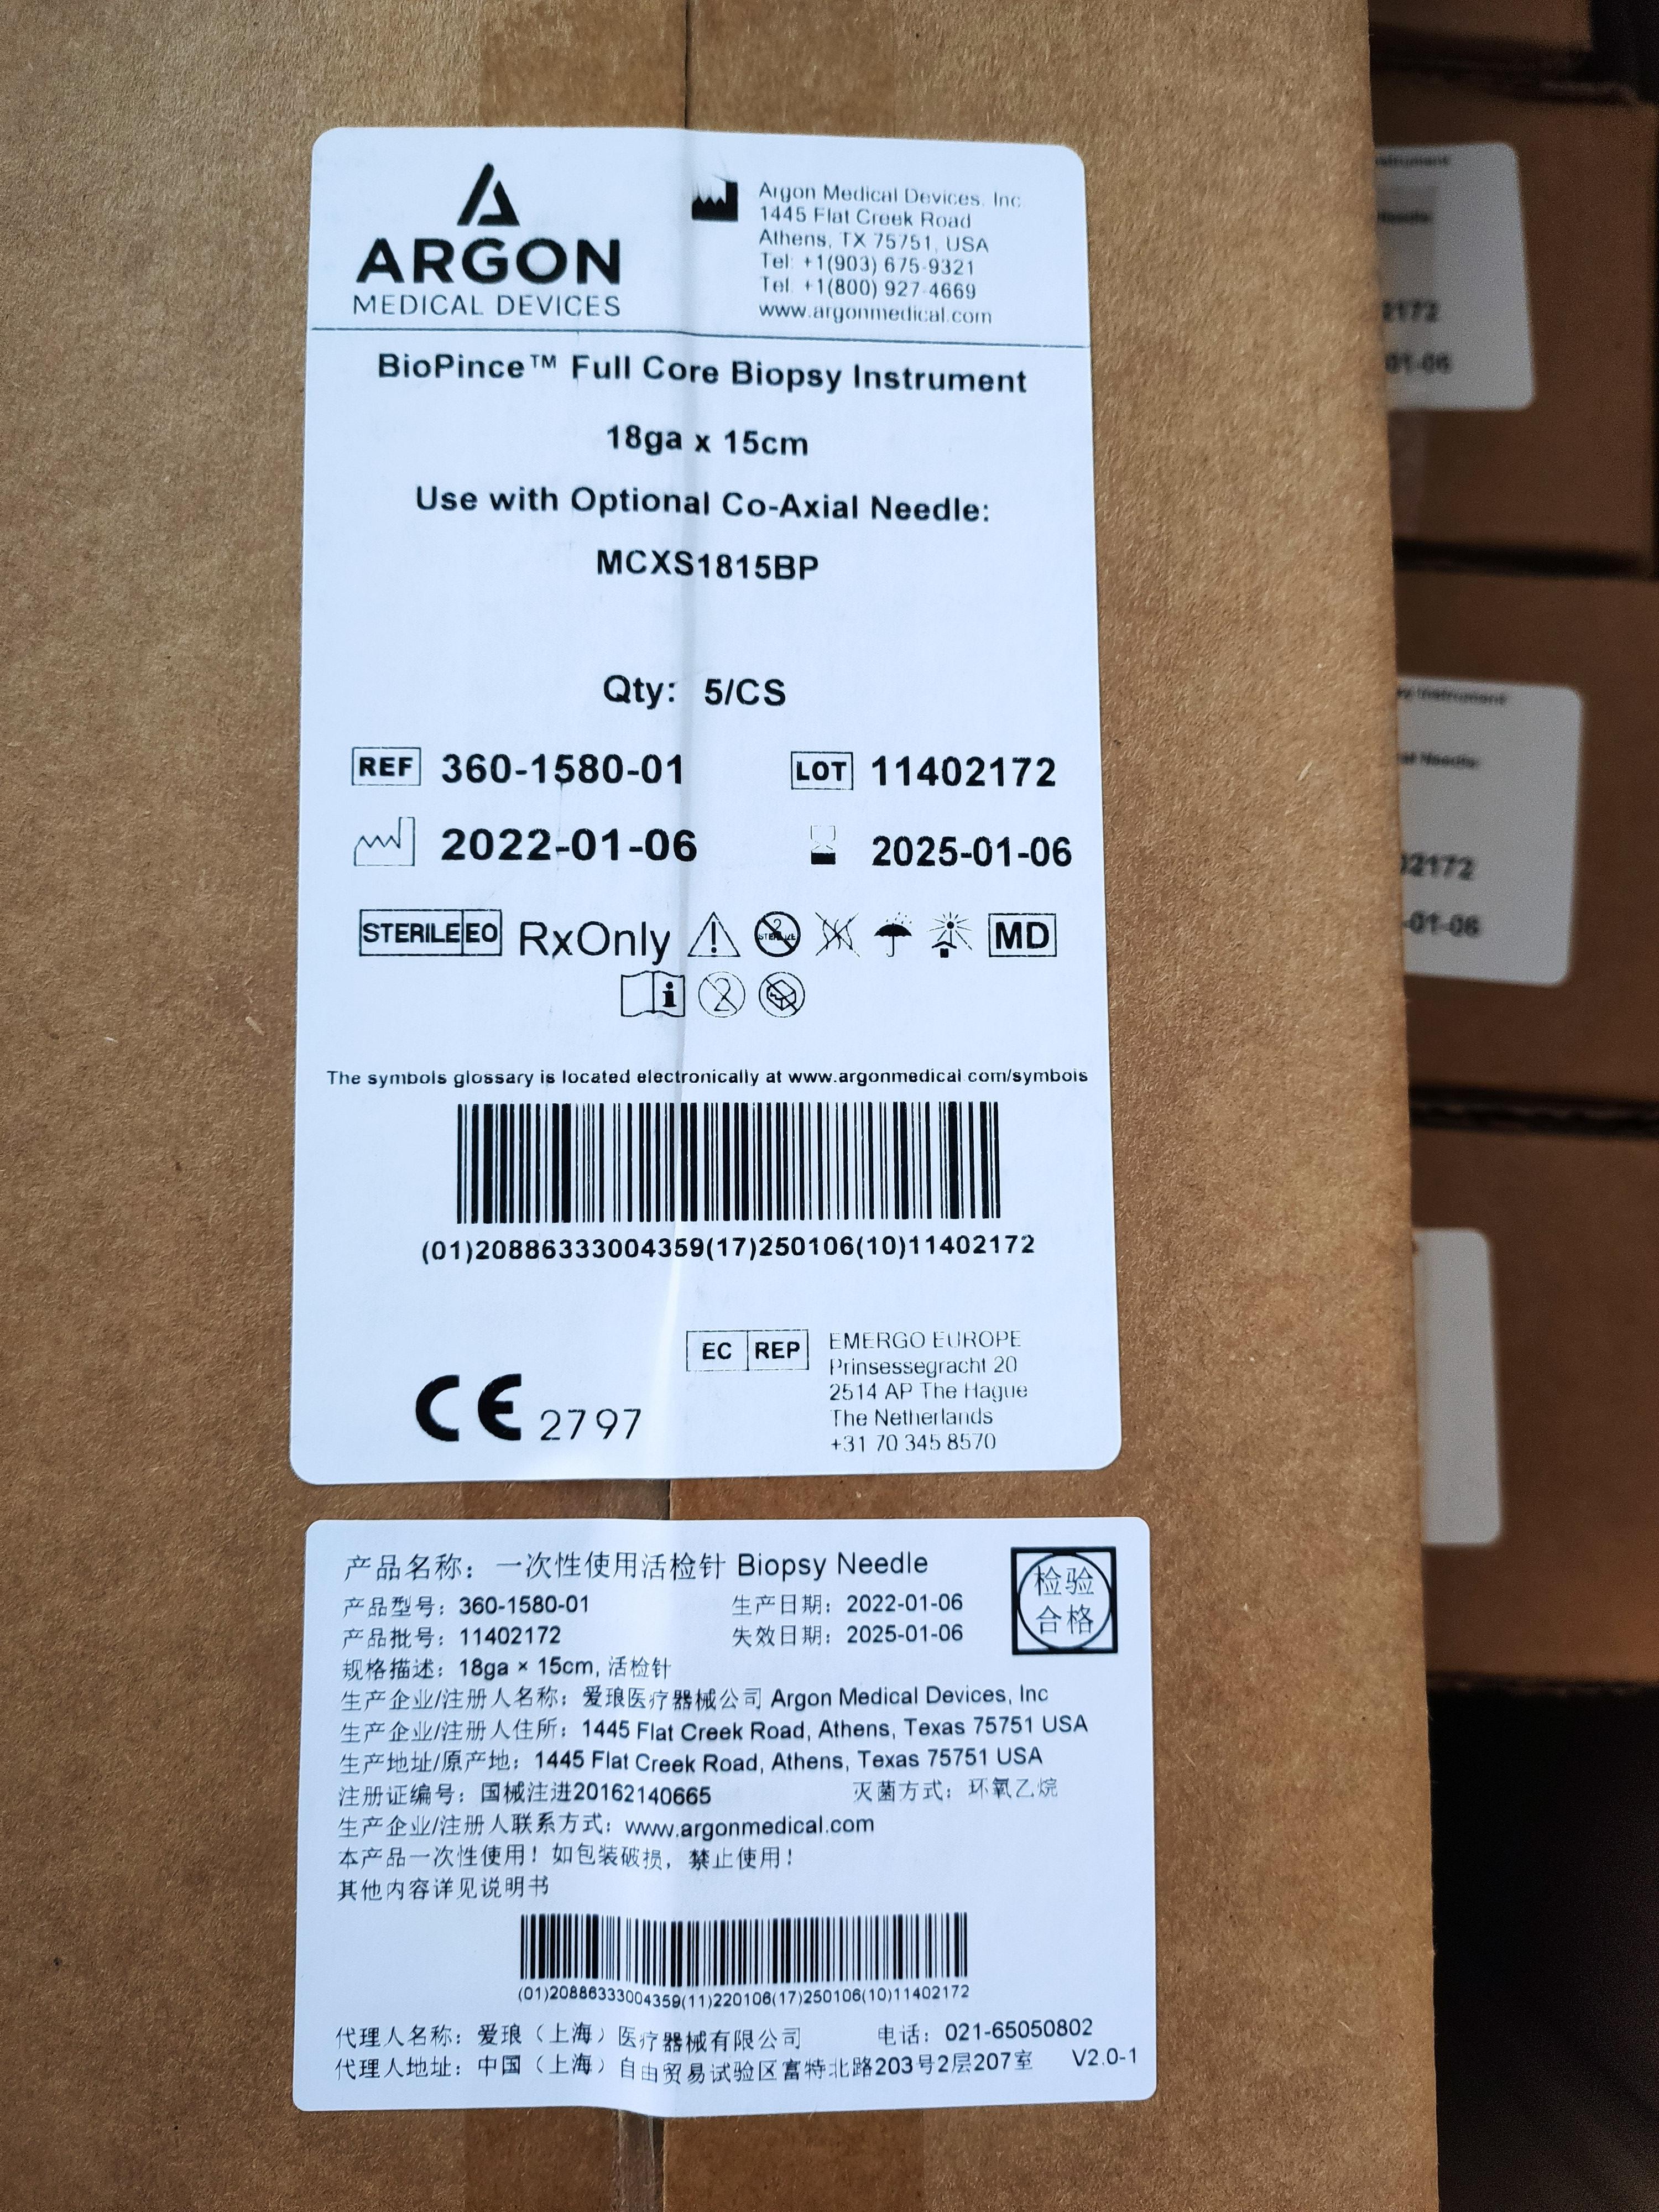 ARGON
MEDICAL DEVICES
Argon Medical Devices, Inc
1445 Flat Creek Road
Athens, TX 75751, USA
Tel: +1(903) 675-9321
Tel: +1(800) 927-4669
www.argonmedical.com
BioPince™ Full Core Biopsy Instrument
18ga x 15cm
Use with Optional Co-Axial Needle:
MCXS1815BP
Qty: 5/CS
REF 360-1580-01 LOT 11402172
2022-01-06 2025-01-06
STERILE EO RxOnly MD
The symbols glossary is located electronically at www.argonmedical.com/symbols
(01)20886333004359(17)250106(10)11402172
EC REP EMERGO EUROPE
Prinsessegracht 20
2514 AP The Hague
The Netherlands
+31 70 345 8570
CE 2797
产品名称：一次性使用活检针 Biopsy Needle
检验
合格
产品型号：360-1580-01 生产日期：2022-01-06
产品批号：11402172 失效日期：2025-01-06
规格描述：18ga × 15cm, 活检针
生产企业/注册人名称：爱琅医疗器械公司 Argon Medical Devices, Inc
生产企业/注册人住所：1445 Flat Creek Road, Athens, Texas 75751 USA
生产地址/原产地：1445 Flat Creek Road, Athens, Texas 75751 USA
注册证编号：国械注进20162140665 灭菌方式：环氧乙烷
生产企业/注册人联系方式：www.argonmedical.com
本产品一次性使用！如包装破损，禁止使用！
其他内容详见说明书
(01)20886333004359(11)220106(17)250106(10)11402172
代理人名称：爱琅（上海）医疗器械有限公司 电话：021-65050802
代理人地址：中国（上海）自由贸易试验区富特北路203号2层207室 V2.0-1
Instrument
Needle:
2172
01-06
Instrument
Needle:
02172
-01-06